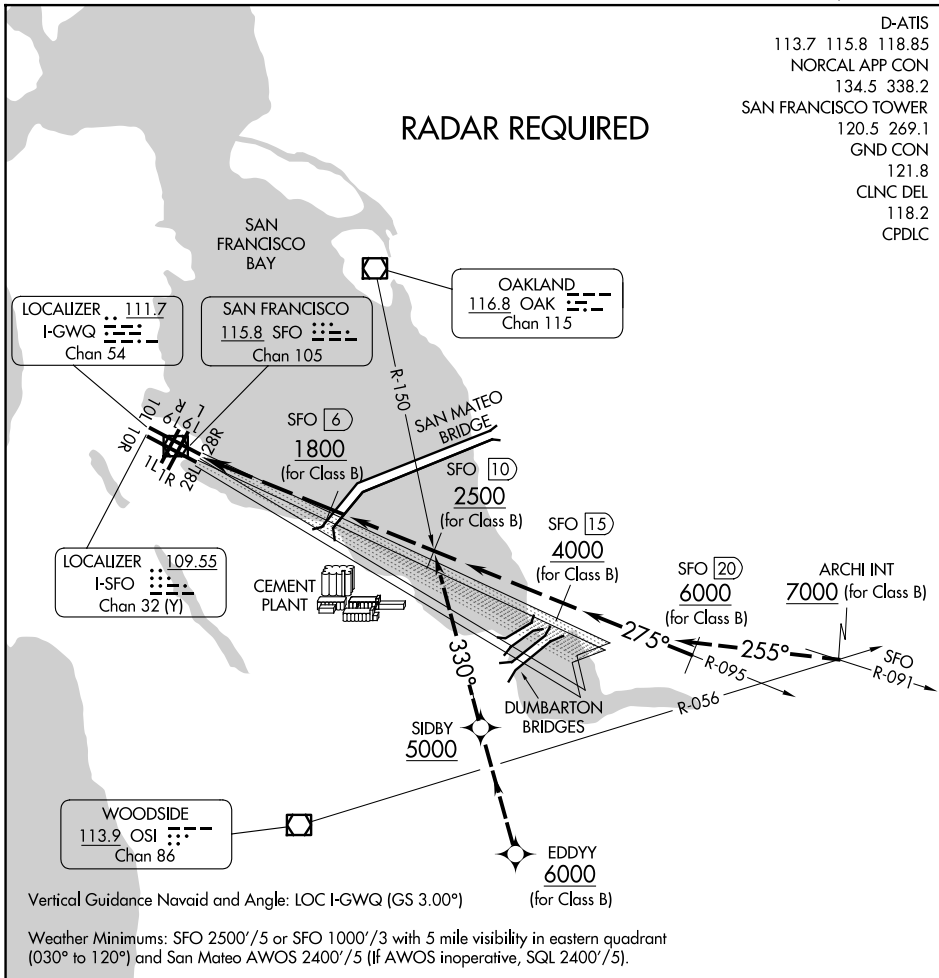 D-ATIS
113.7 115.8 118.85
NORCAL APP CON
134.5 338.2
SAN FRANCISCO TOWER
120.5 269.1
GND CON
121.8
CLNC DEL
118.2
CPDLC
RADAR REQUIRED
SAN
FRANCISCO
BAY
OAKLAND
116.8 OAK
Chan 115
LOCALIZER 111.7
I-GWQ
Chan 54
SAN FRANCISCO
115.8 SFO
Chan 105
R-150
SAN MATEO
BRIDGE
SFO 6
1800
(for Class B)
10L
19L
19R
10R
28R
28L
1L
1R
SFO 10
2500
(for Class B)
SFO 15
4000
(for Class B)
LOCALIZER 109.55
I-SFO
Chan 32 (Y)
CEMENT
PLANT
SFO 20
6000
(for Class B)
ARCHI INT
7000 (for Class B)
275°
255°
R-095
SFO
R-091
330°
R-056
DUMBARTON
BRIDGES
SIDBY
5000
WOODSIDE
113.9 OSI
Chan 86
EDDYY
6000
(for Class B)
Vertical Guidance Navaid and Angle: LOC I-GWQ (GS 3.00°)
Weather Minimums: SFO 2500'/5 or SFO 1000'/3 with 5 mile visibility in eastern quadrant
(030° to 120°) and San Mateo AWOS 2400'/5 (If AWOS inoperative, SQL 2400'/5).